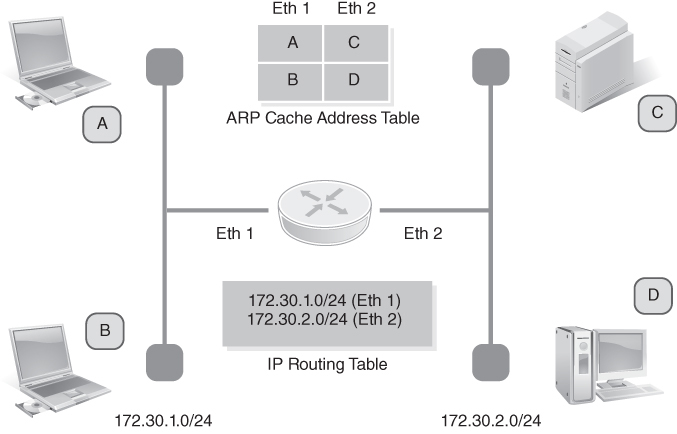 Eth 1 Eth 2
A C
B D
ARP Cache Address Table
A
C
Eth 1 Eth 2
172.30.1.0/24 (Eth 1)
172.30.2.0/24 (Eth 2)
IP Routing Table
B
D
172.30.1.0/24
172.30.2.0/24